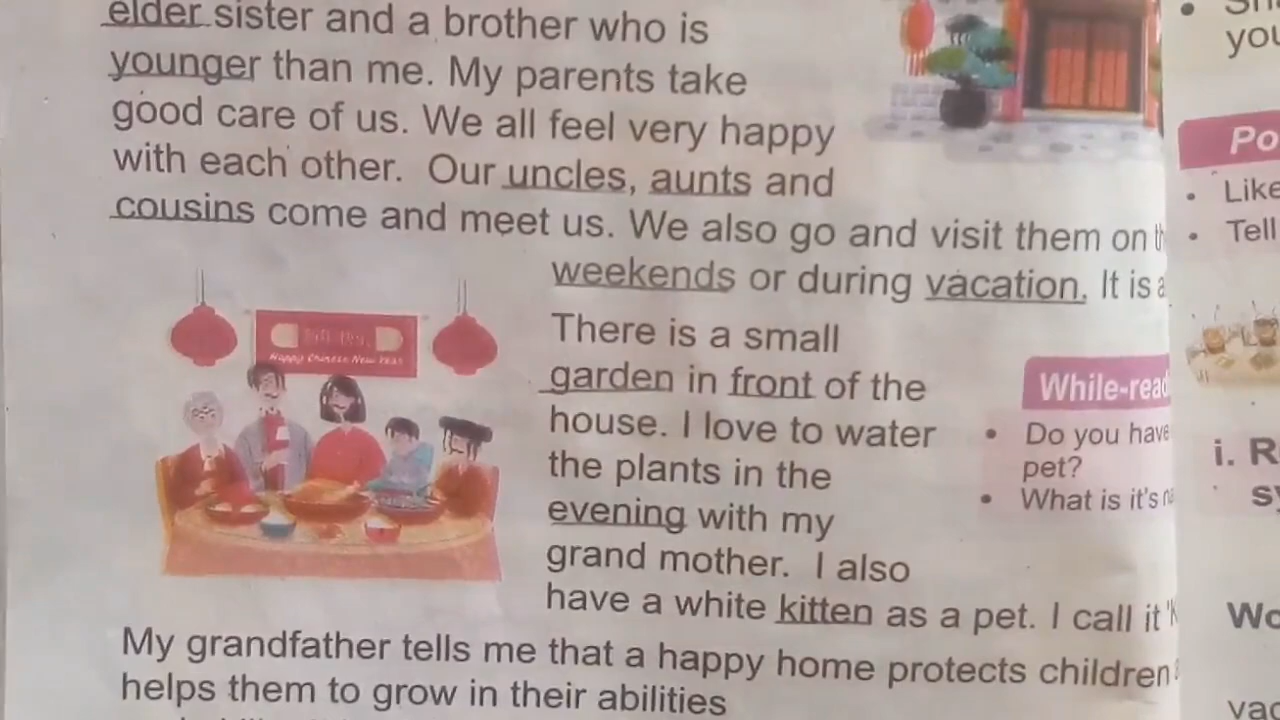 elder sister and a brother who is
younger than me. My parents take
good care of us. We all feel very happy
with each other. Our uncles, aunts and
cousins come and meet us. We also go and visit them on
weekends or during vacation. It is
There is a small
garden in front of the
house. I love to water
the plants in the
evening with my
grand mother. I also
have a white kitten as a pet. I call it
My grandfather tells me that a happy home protects children
helps them to grow in their abilities
Happy Chinese New Year
While-read
• Do you have
pet?
• What is it's
you
Po
• Like
• Tell
i. R
sy
Wo
vac